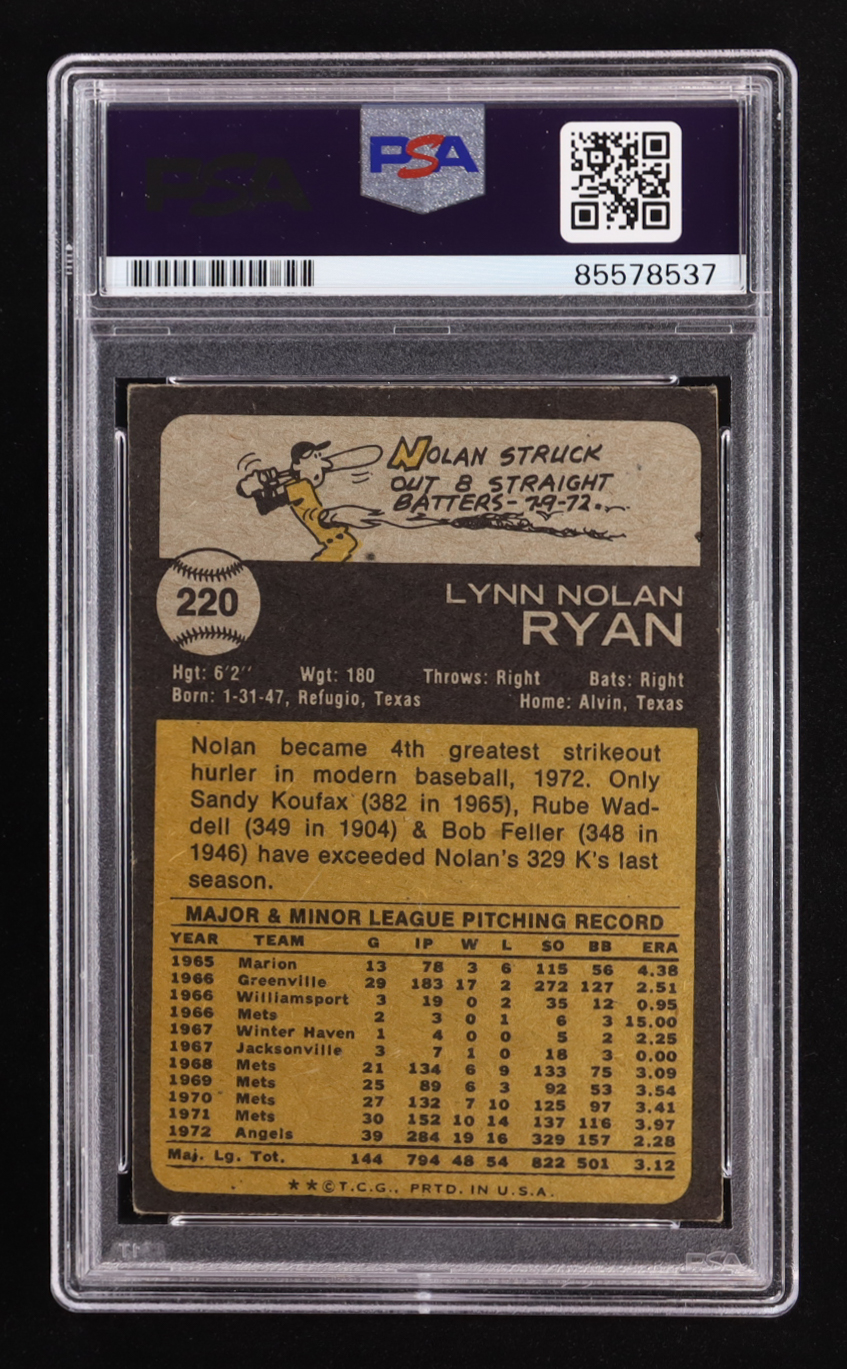 PSA
PSA
85578537
NOLAN STRUCK
OUT 8 STRAIGHT
BATTERS - 7-9-72..
220
LYNN NOLAN
RYAN
Hgt: 6'2" Wgt: 180 Throws: Right Bats: Right
Born: 1-31-47, Refugio, Texas Home: Alvin, Texas
Nolan became 4th greatest strikeout
hurler in modern baseball, 1972. Only
Sandy Koufax (382 in 1965), Rube Wad-
dell (349 in 1904) & Bob Feller (348 in
1946) have exceeded Nolan's 329 K's last
season.
MAJOR & MINOR LEAGUE PITCHING RECORD
YEAR TEAM G IP W L SO BB ERA
1965 Marion 13 78 3 6 115 56 4.38
1966 Greenville 29 183 17 2 272 127 2.51
1966 Williamsport 3 19 0 2 35 12 0.95
1966 Mets 2 3 0 1 6 3 15.00
1967 Winter Haven 1 4 0 0 5 2 2.25
1967 Jacksonville 3 7 1 0 18 3 0.00
1968 Mets 21 134 6 9 133 75 3.09
1969 Mets 25 89 6 3 92 53 3.54
1970 Mets 27 132 7 10 125 97 3.41
1971 Mets 30 152 10 14 137 116 3.97
1972 Angels 39 284 19 16 329 157 2.28
Maj. Lg. Tot. 144 794 48 54 822 501 3.12
**©T.C.G., PRTD. IN U.S.A.
PSA